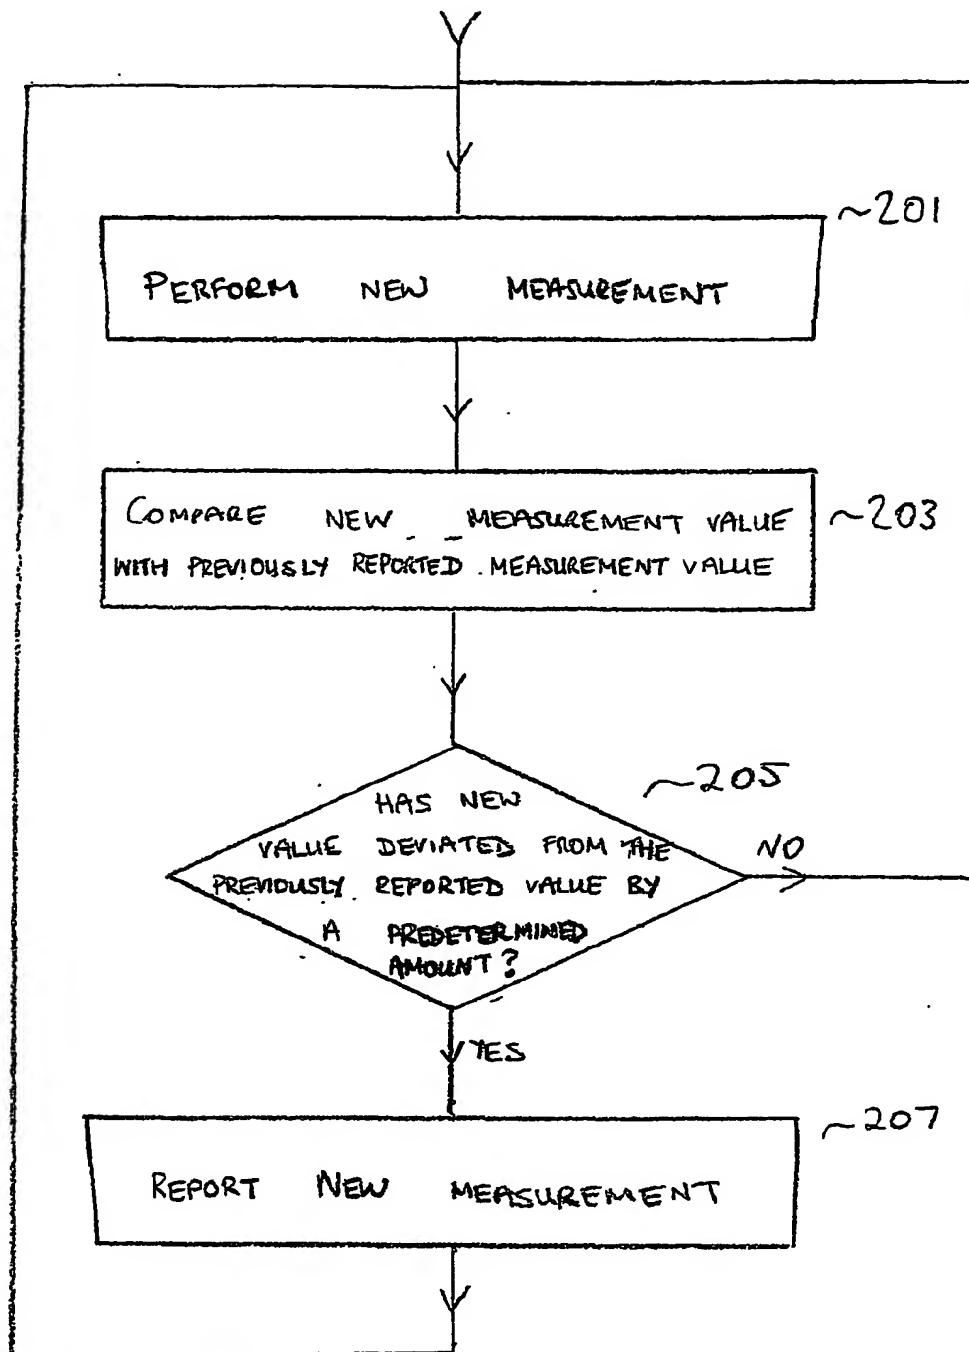 ~201
PERFORM NEW MEASUREMENT
COMPARE NEW MEASUREMENT VALUE
WITH PREVIOUSLY REPORTED MEASUREMENT VALUE
~203
~205
HAS NEW
VALUE DEVIATED FROM THE
PREVIOUSLY REPORTED VALUE BY
A PREDETERMINED
AMOUNT?
NO
YES
~207
REPORT NEW MEASUREMENT